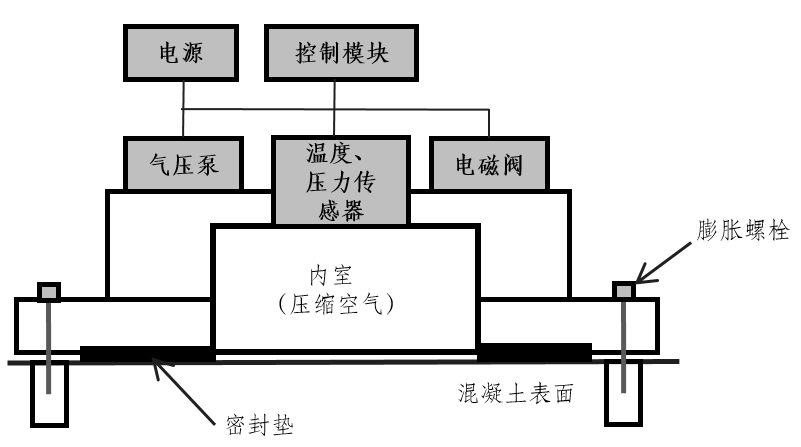 电源
控制模块
气压泵
温度、
压力传
感器
电磁阀
膨胀螺栓
内室
（压缩空气）
混凝土表面
密封垫